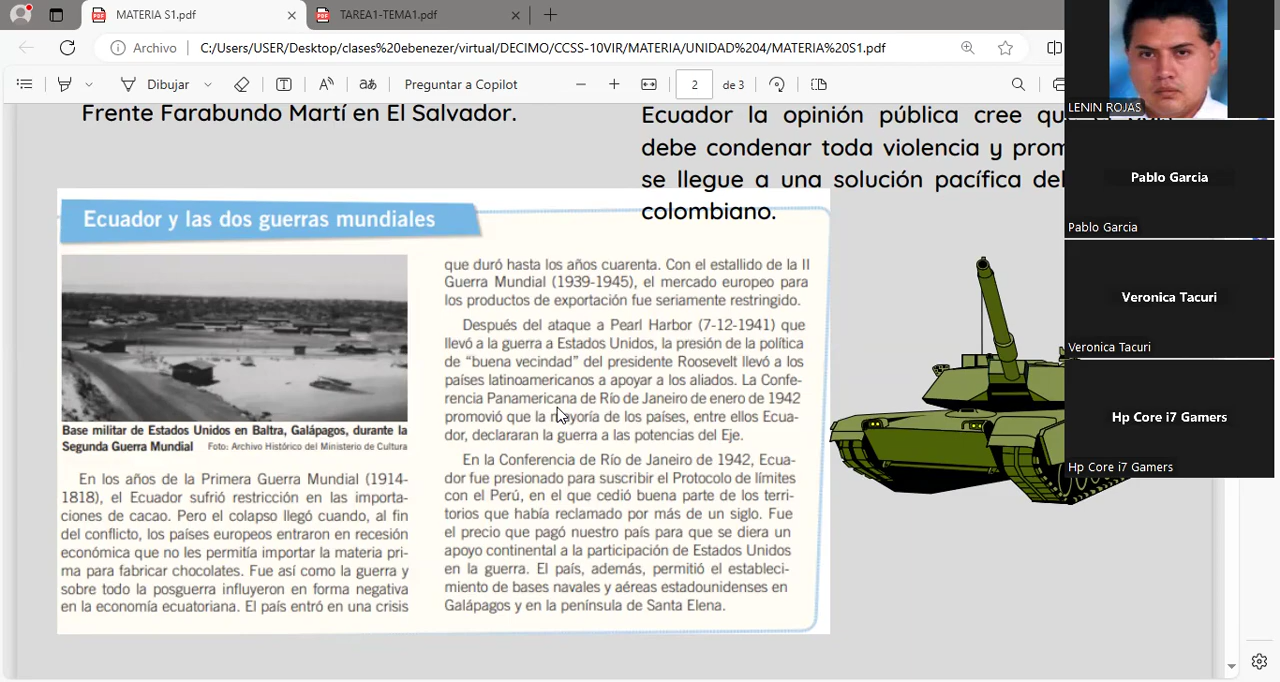 MATERIA S1.pdf
TAREA1-TEMA1.pdf
Archivo
C:/Users/USER/Desktop/clases%20ebenezer/virtual/DECIMO/CCSS-10VIR/MATERIA/UNIDAD%204/MATERIA%20S1.pdf
Dibujar
Preguntar a Copilot
2
de 3
LENIN ROJAS
Pablo Garcia
Pablo Garcia
Veronica Tacuri
Veronica Tacuri
Hp Core i7 Gamers
Hp Core i7 Gamers
Frente Farabundo Martí en El Salvador.
Ecuador la opinión pública cree
debe condenar toda violencia y
se llegue a una solución pacífica
colombiano.
Ecuador y las dos guerras mundiales
Base militar de Estados Unidos en Baltra, Galápagos, durante la
Segunda Guerra Mundial Foto: Archivo Histórico del Ministerio de Cultura
En los años de la Primera Guerra Mundial (1914-
1818), el Ecuador sufrió restricción en las importa-
ciones de cacao. Pero el colapso llegó cuando, al fin
del conflicto, los países europeos entraron en recesión
económica que no les permitía importar la materia pri-
ma para fabricar chocolates. Fue así como la guerra y
sobre todo la posguerra influyeron en forma negativa
en la economía ecuatoriana. El país entró en una crisis
que duró hasta los años cuarenta. Con el estallido de la II
Guerra Mundial (1939-1945), el mercado europeo para
los productos de exportación fue seriamente restringido.
Después del ataque a Pearl Harbor (7-12-1941) que
llevó a la guerra a Estados Unidos, la presión de la política
de “buena vecindad” del presidente Roosevelt llevó a los
países latinoamericanos a apoyar a los aliados. La Confe-
rencia Panamericana de Río de Janeiro de enero de 1942
promovió que la mayoría de los países, entre ellos Ecua-
dor, declararan la guerra a las potencias del Eje.
En la Conferencia de Río de Janeiro de 1942, Ecua-
dor fue presionado para suscribir el Protocolo de límites
con el Perú, en el que cedió buena parte de los terri-
torios que había reclamado por más de un siglo. Fue
el precio que pagó nuestro país para que se diera un
apoyo continental a la participación de Estados Unidos
en la guerra. El país, además, permitió el estableci-
miento de bases navales y aéreas estadounidenses en
Galápagos y en la península de Santa Elena.